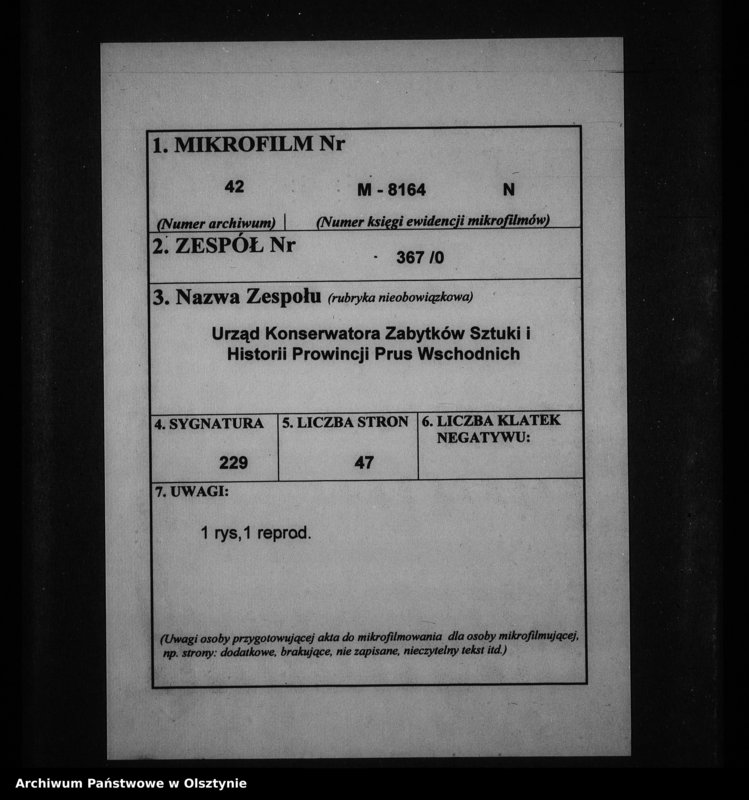 1. MIKROFILM Nr
42 M - 8164 N
(Numer archiwum) | (Numer księgi ewidencji mikrofilmów)
2. ZESPÓŁ Nr
367 /0
3. Nazwa Zespołu (rubryka nieobowiązkowa)
Urząd Konserwatora Zabytków Sztuki i
Historii Prowincji Prus Wschodnich
4. SYGNATURA
229
5. LICZBA STRON
47
6. LICZBA KLATEK
NEGATYWU:
7. UWAGI:
1 rys,1 reprod.
(Uwagi osoby przygotowującej akta do mikrofilmowania dla osoby mikrofilmującej,
np. strony: dodatkowe, brakujące, nie zapisane, nieczytelny tekst itd.)
Archiwum Państwowe w Olsztynie